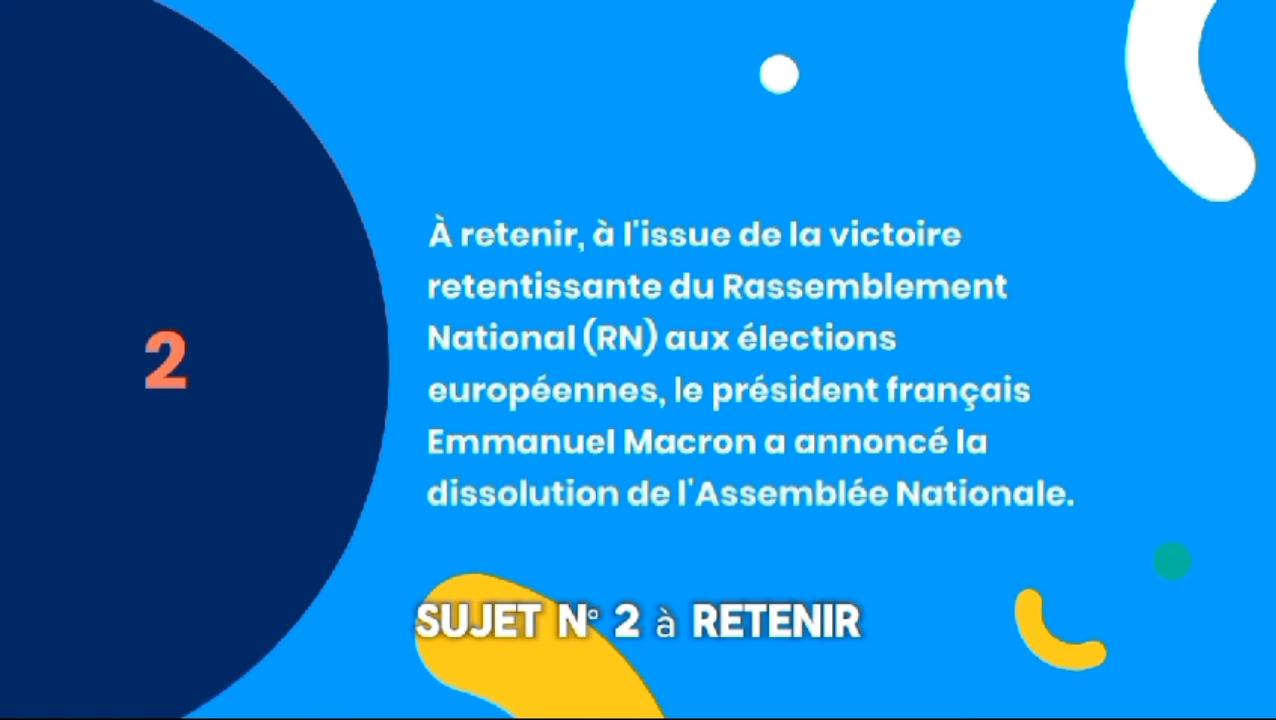 2
À retenir, à l'issue de la victoire
retentissante du Rassemblement
National (RN) aux élections
européennes, le président français
Emmanuel Macron a annoncé la
dissolution de l'Assemblée Nationale.
SUJET N° 2 à RETENIR